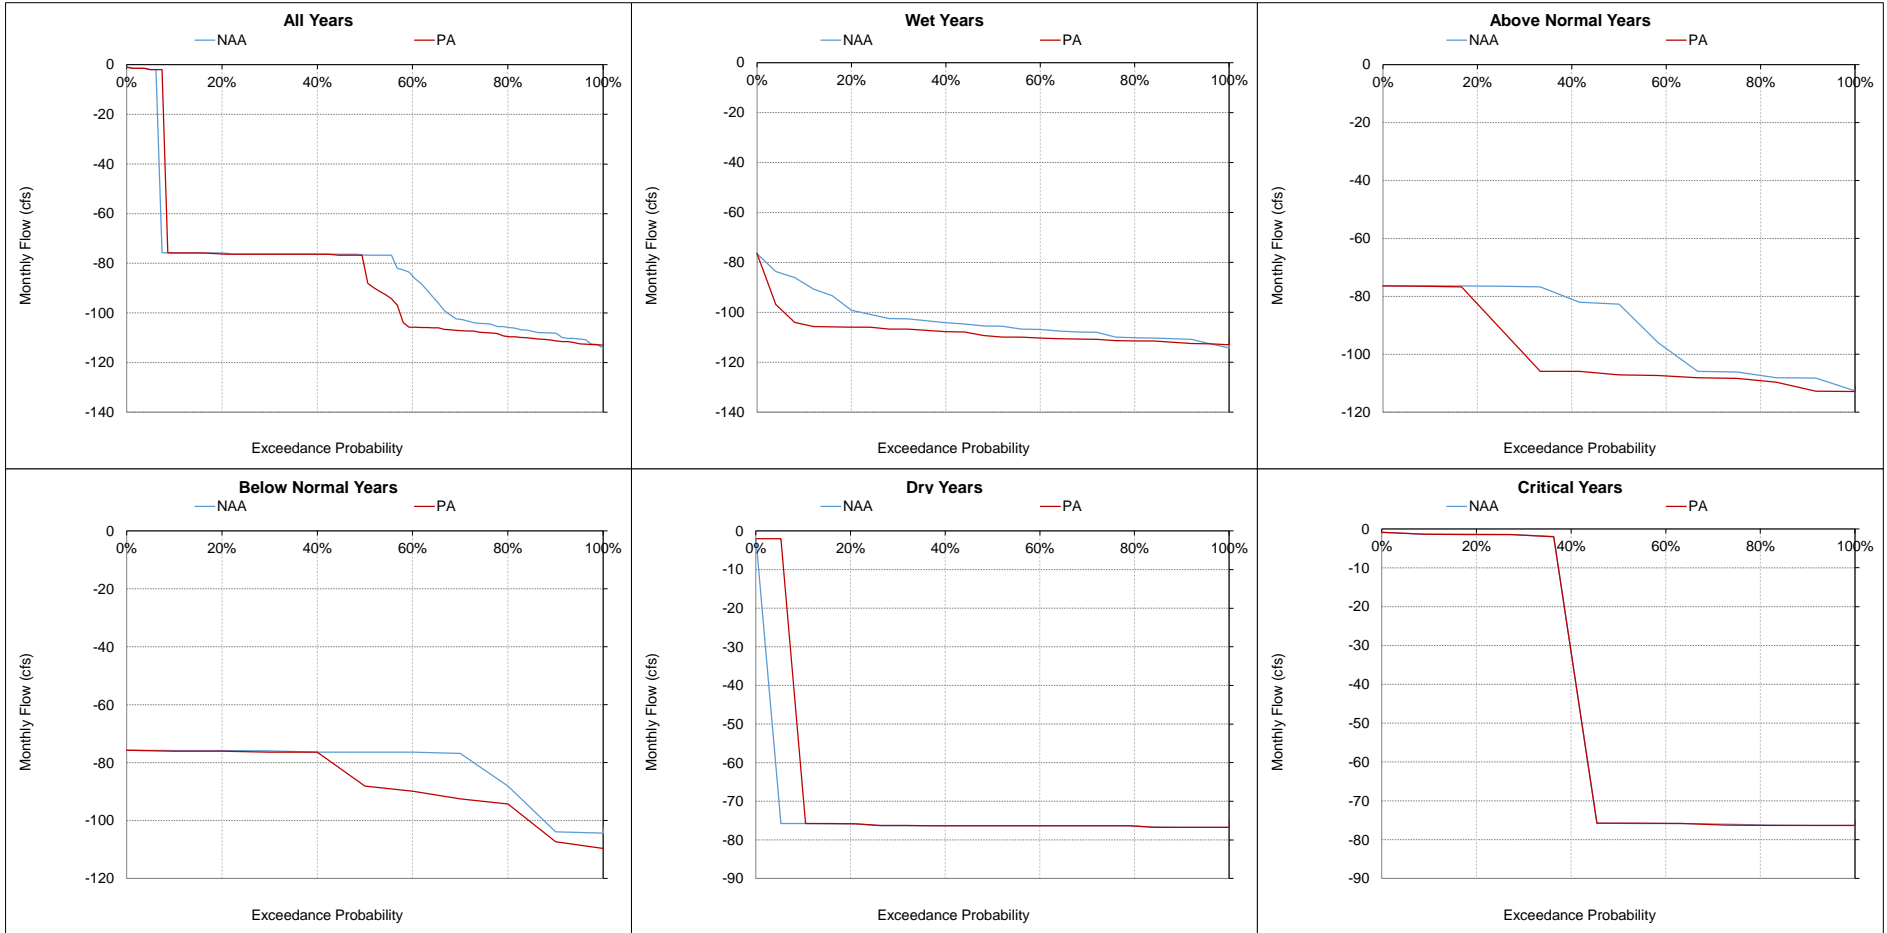 All Years
NAA PA
0
-20
-40
-60
-80
-100
-120
-140
0% 20% 40% 60% 80% 100%
Monthly Flow (cfs)
Exceedance Probability
Wet Years
NAA PA
0
-20
-40
-60
-80
-100
-120
-140
0% 20% 40% 60% 80% 100%
Monthly Flow (cfs)
Exceedance Probability
Above Normal Years
NAA PA
0
-20
-40
-60
-80
-100
-120
0% 20% 40% 60% 80% 100%
Monthly Flow (cfs)
Exceedance Probability
Below Normal Years
NAA PA
0
-20
-40
-60
-80
-100
-120
0% 20% 40% 60% 80% 100%
Monthly Flow (cfs)
Exceedance Probability
Dry Years
NAA PA
0
-10
-20
-30
-40
-50
-60
-70
-80
-90
0% 20% 40% 60% 80% 100%
Monthly Flow (cfs)
Exceedance Probability
Critical Years
NAA PA
0
-10
-20
-30
-40
-50
-60
-70
-80
-90
0% 20% 40% 60% 80% 100%
Monthly Flow (cfs)
Exceedance Probability